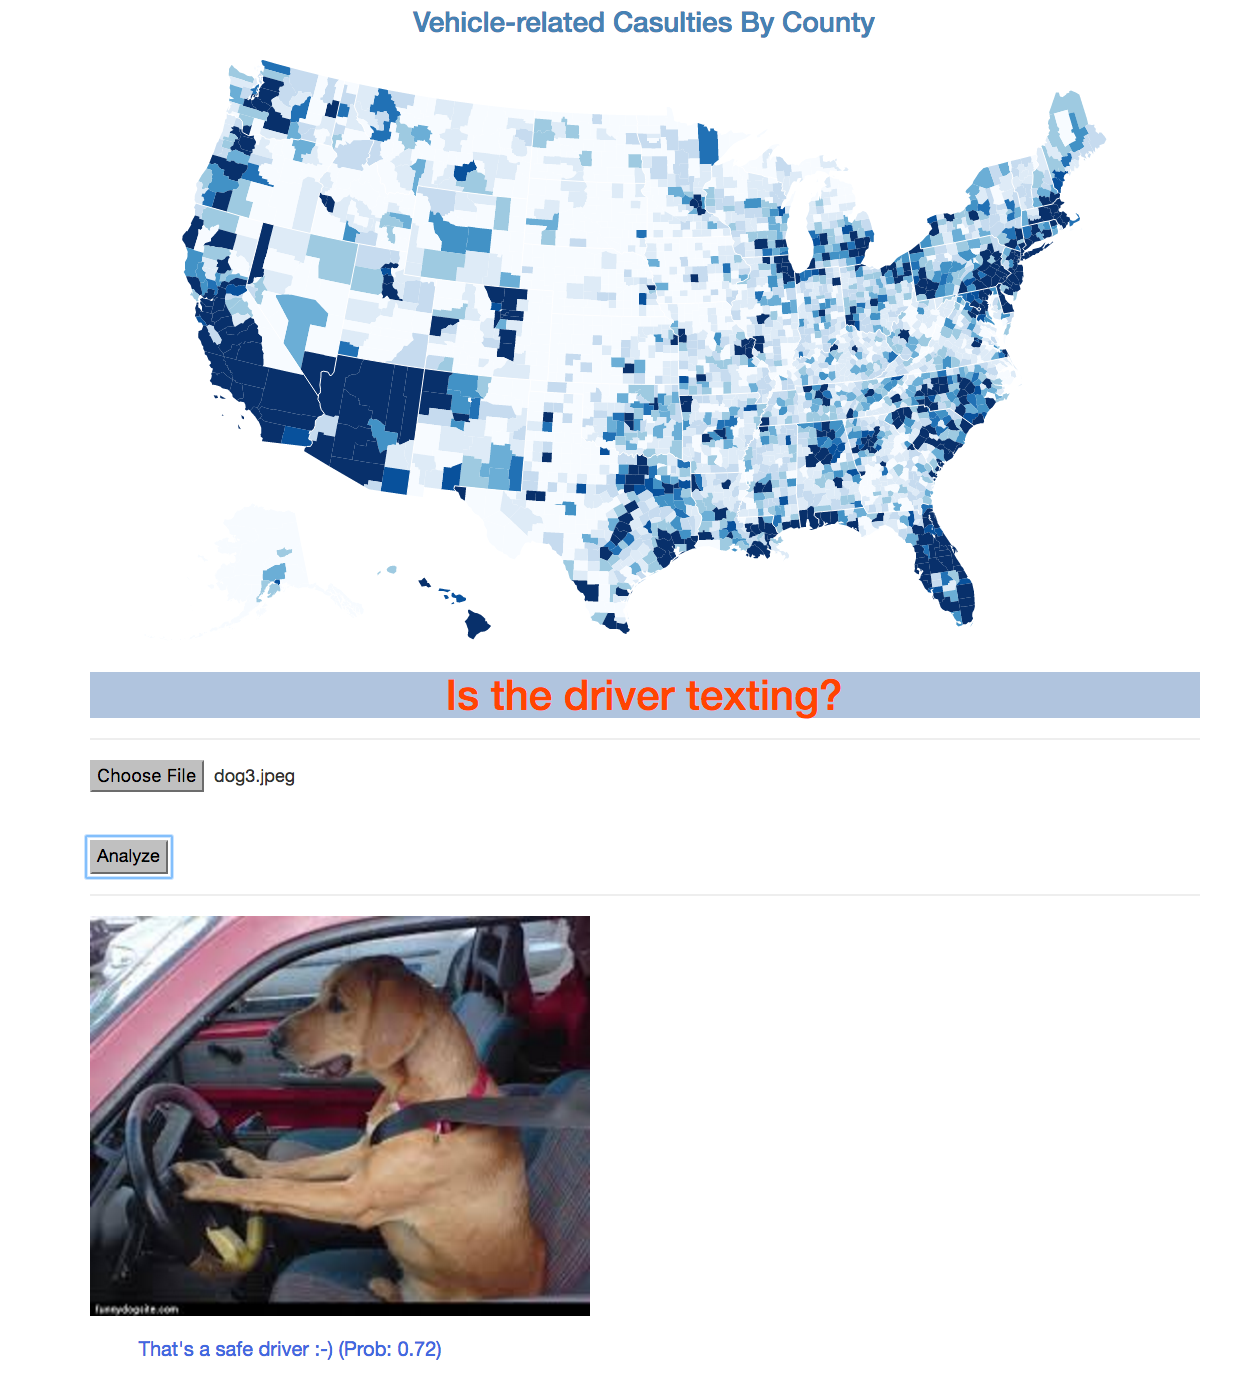 Vehicle-related Casulties By County
Is the driver texting?
Choose File dog3.jpeg
Analyze
funnydogsite.com
That's a safe driver :-) (Prob: 0.72)